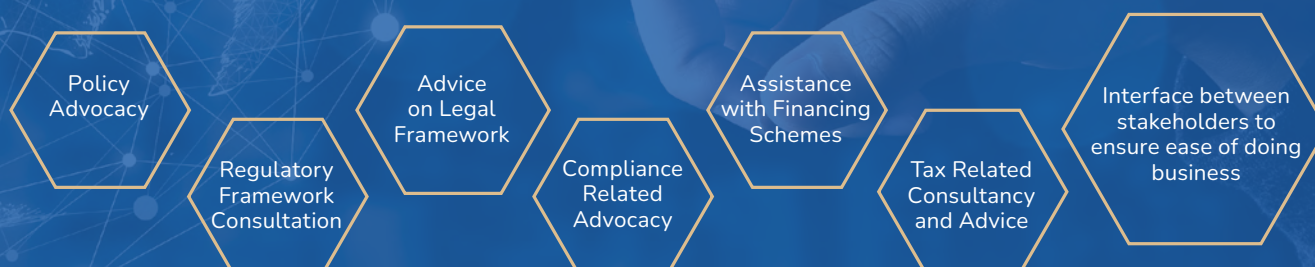 Policy
Advocacy
Regulatory
Framework
Consultation
Advice
on Legal
Framework
Compliance
Related
Advocacy
Assistance
with Financing
Schemes
Tax Related
Consultancy
and Advice
Interface between
stakeholders to
ensure ease of doing
business